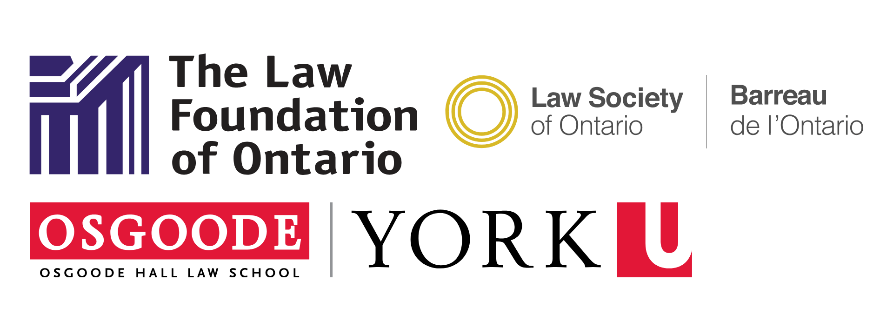 The Law
Foundation
of Ontario
Law Society
of Ontario
Barreau
de l'Ontario
OSGOODE
OSGOODE HALL LAW SCHOOL
YORK U